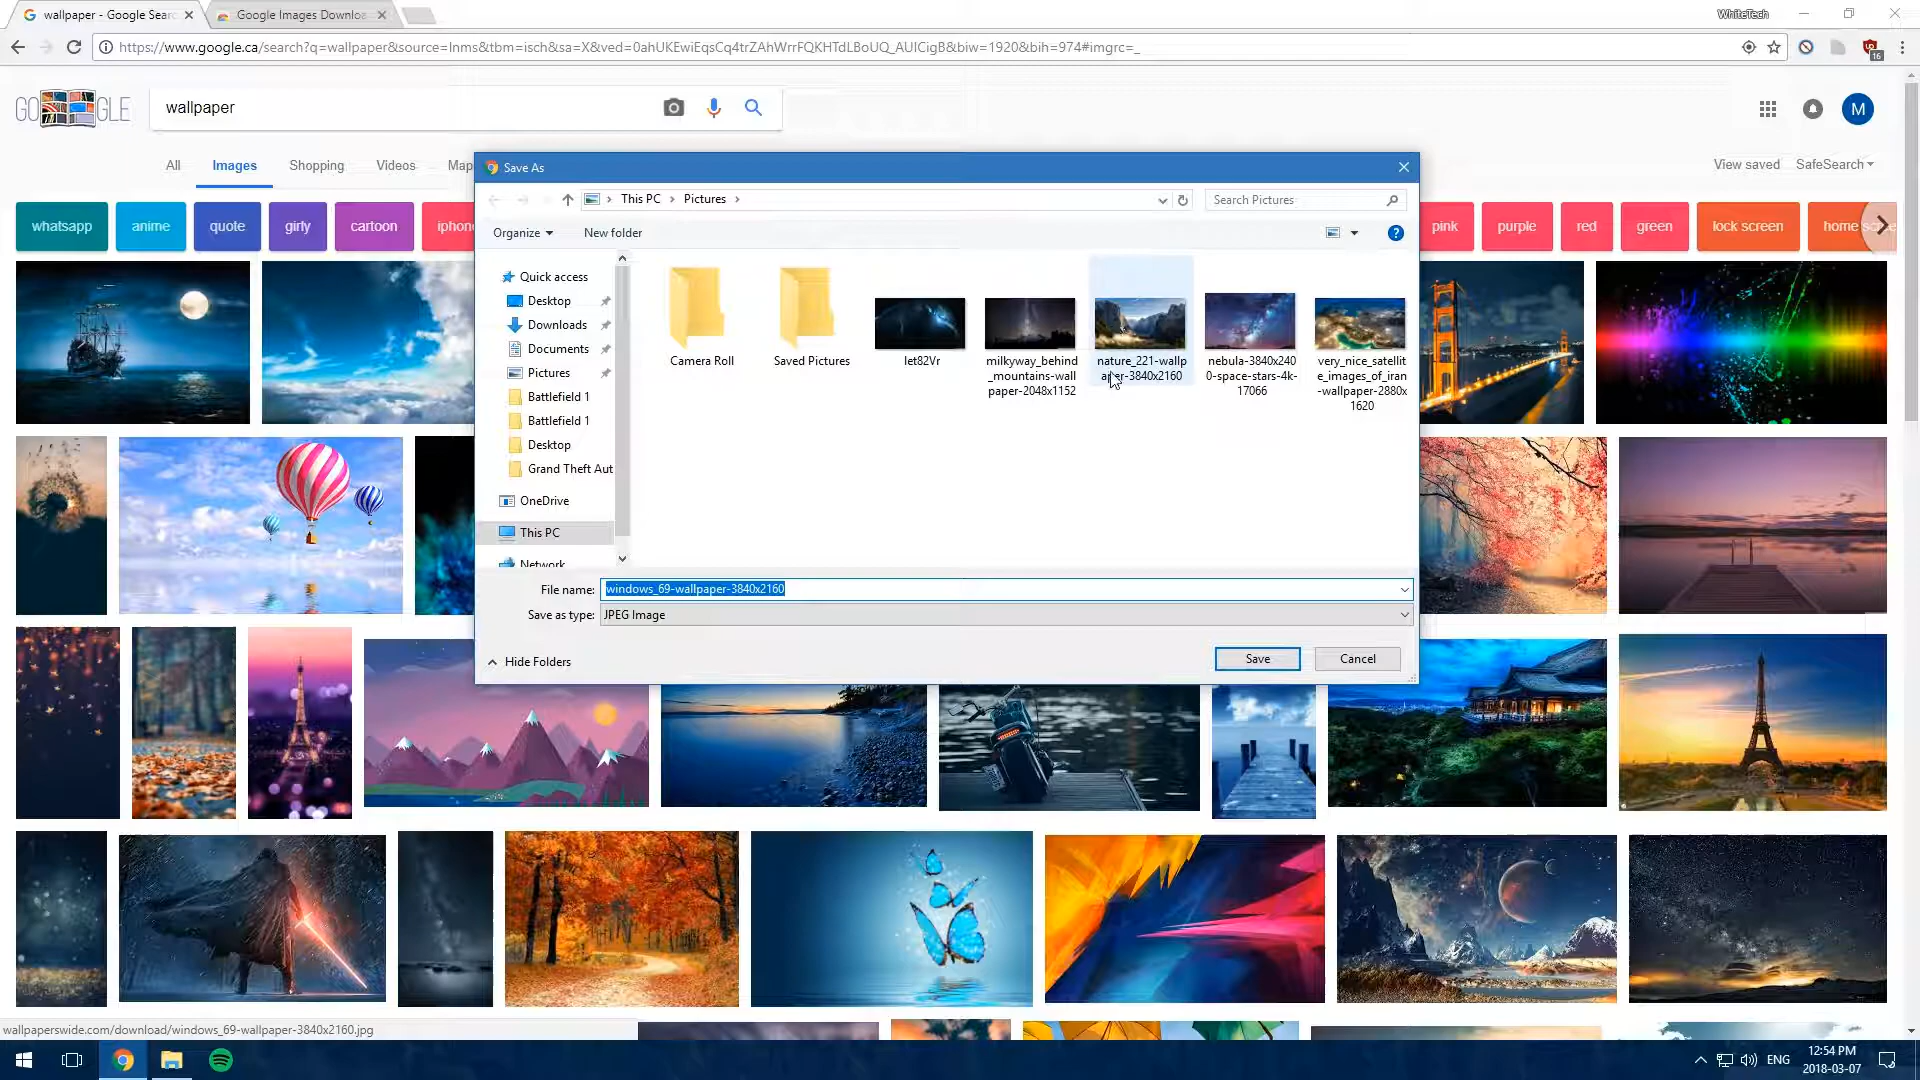 wallpaper - Google Sear
Google Images Downloa
WhiteTech
https://www.google.ca/search?q=wallpaper&source=lnms&tbm=isch&sa=X&ved=0ahUKEwiEqsCq4trZAhWrrFQKHTdLBoUQ_AUICigB&biw=1920&bih=974#imgrc=_
16
GO GLE
wallpaper
M
All
Images
Shopping
Videos
Map
View saved
SafeSearch
whatsapp
anime
quote
girly
cartoon
iphon
pink
purple
red
green
lock screen
home
Save As
This PC
Pictures
Search Pictures
Organize
New folder
?
Quick access
Desktop
Downloads
Documents
Pictures
Battlefield 1
Battlefield 1
Desktop
Grand Theft Aut
OneDrive
This PC
Network
Camera Roll
Saved Pictures
let82Vr
milkyway_behind
_mountains-wall
paper-2048x1152
nature_221-wallp
aper-3840x2160
nebula-3840x240
0-space-stars-4k-
17066
very_nice_satellit
e_images_of_iran
-wallpaper-2880x
1620
File name:
windows_69-wallpaper-3840x2160
Save as type:
JPEG Image
Hide Folders
Save
Cancel
wallpaperswide.com/download/windows_69-wallpaper-3840x2160.jpg
ENG
12:54 PM
2018-03-07